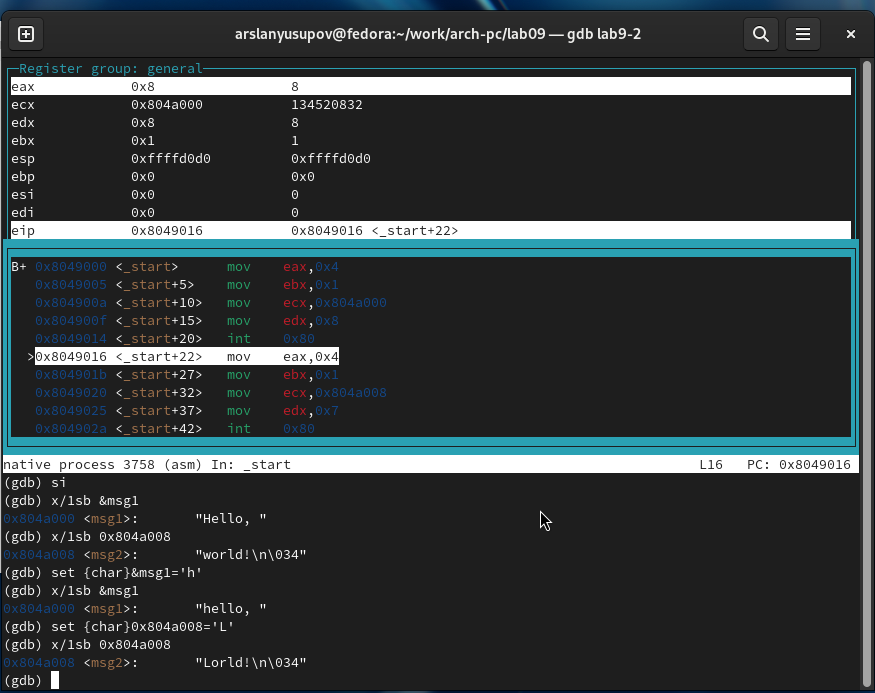 arslanyusupov@fedora:~/work/arch-pc/lab09 — gdb lab9-2
Register group: general
eax 0x8 8
ecx 0x804a000 134520832
edx 0x8 8
ebx 0x1 1
esp 0xffffd0d0 0xffffd0d0
ebp 0x0 0x0
esi 0x0 0
edi 0x0 0
eip 0x8049016 0x8049016 <_start+22>
B+ 0x8049000 <_start> mov eax,0x4
0x8049005 <_start+5> mov ebx,0x1
0x804900a <_start+10> mov ecx,0x804a000
0x804900f <_start+15> mov edx,0x8
0x8049014 <_start+20> int 0x80
>0x8049016 <_start+22> mov eax,0x4
0x804901b <_start+27> mov ebx,0x1
0x8049020 <_start+32> mov ecx,0x804a008
0x8049025 <_start+37> mov edx,0x7
0x804902a <_start+42> int 0x80
native process 3758 (asm) In: _start L16 PC: 0x8049016
(gdb) si
(gdb) x/1sb &msg1
0x804a000 <msg1>: "Hello, "
(gdb) x/1sb 0x804a008
0x804a008 <msg2>: "world!\n\034"
(gdb) set {char}&msg1='h'
(gdb) x/1sb &msg1
0x804a000 <msg1>: "hello, "
(gdb) set {char}0x804a008='L'
(gdb) x/1sb 0x804a008
0x804a008 <msg2>: "Lorld!\n\034"
(gdb)